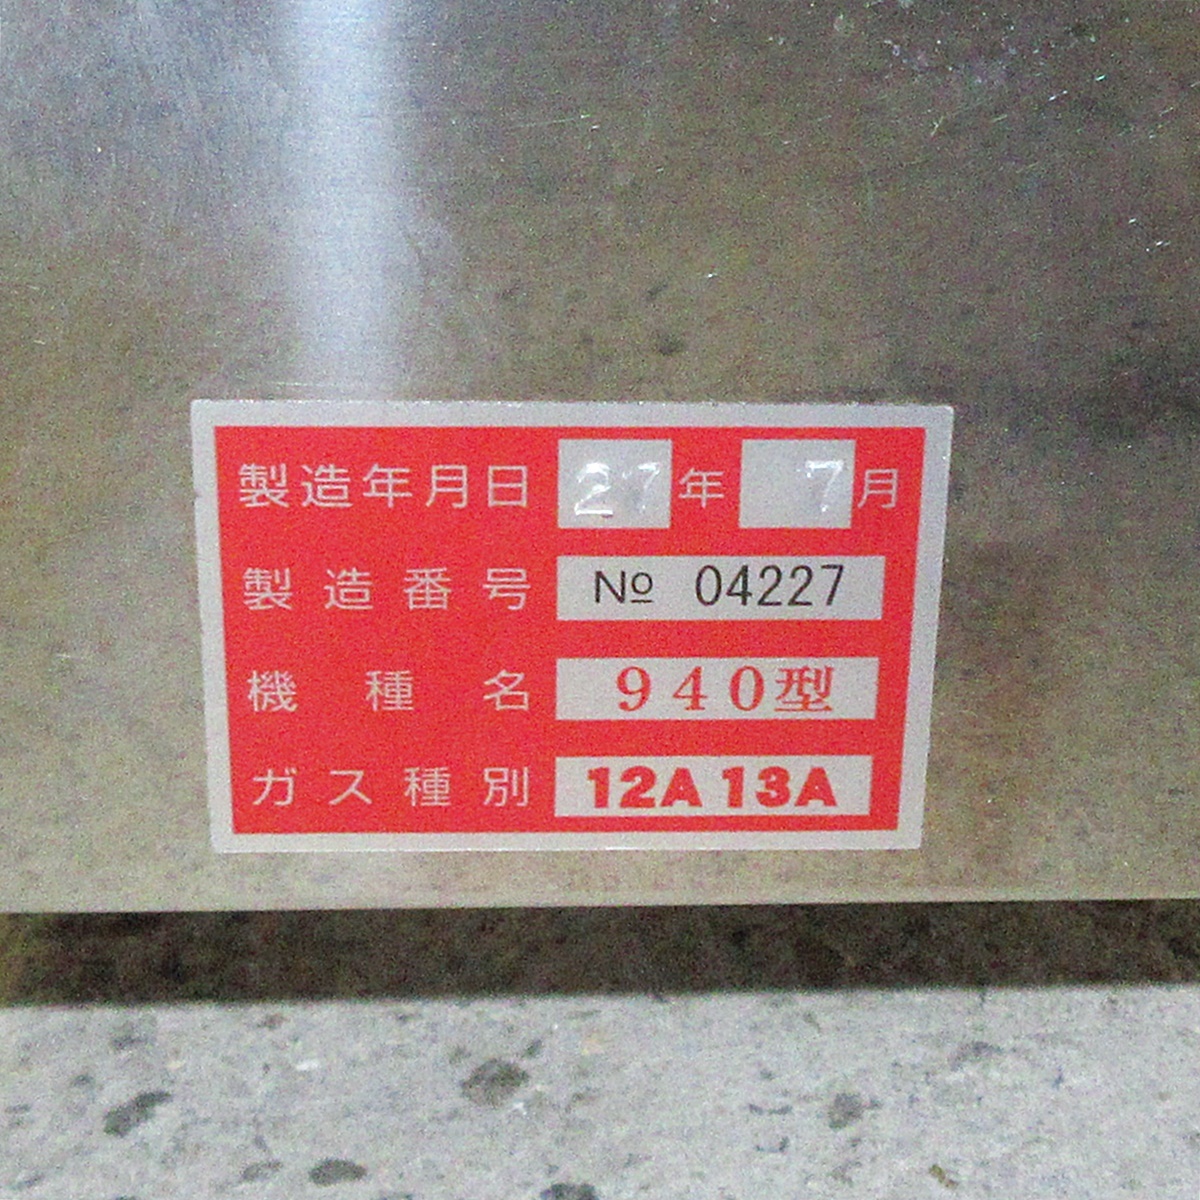 製造年月日 27年 7月
製造番号 № 04227
機種名 940型
ガス種別 12A 13A